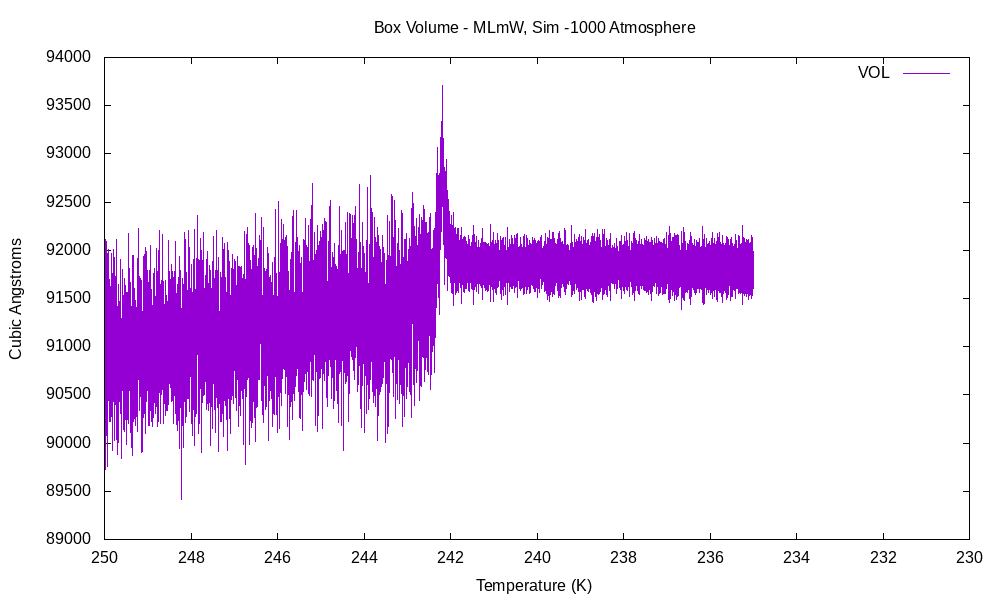 Box Volume - MLmW, Sim -1000 Atmosphere
VOL
94000
93500
93000
92500
92000
91500
91000
90500
90000
89500
89000
Cubic Angstroms
250 248 246 244 242 240 238 236 234 232 230
Temperature (K)